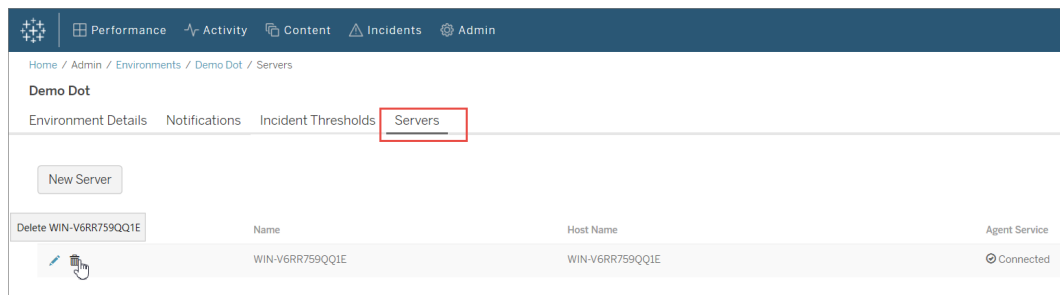 Performance Activity Content Incidents Admin
Home / Admin / Environments / Demo Dot / Servers
Demo Dot
Environment Details Notifications Incident Thresholds Servers
New Server
Delete WIN-V6RR759QQ1E Name Host Name Agent Service
WIN-V6RR759QQ1E WIN-V6RR759QQ1E Connected